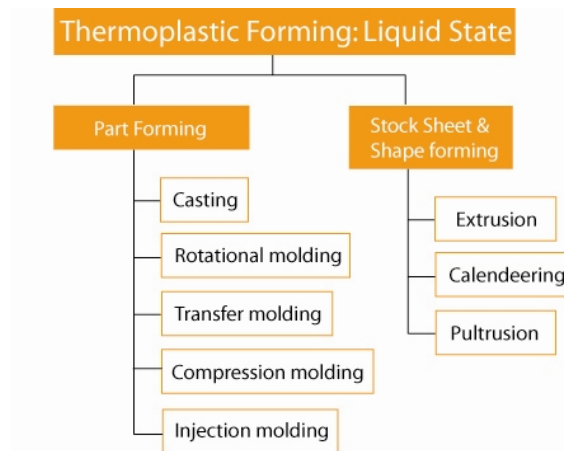 Thermoplastic Forming: Liquid State
Part Forming
Casting
Rotational molding
Transfer molding
Compression molding
Injection molding
Stock Sheet &
Shape forming
Extrusion
Calendeering
Pultrusion